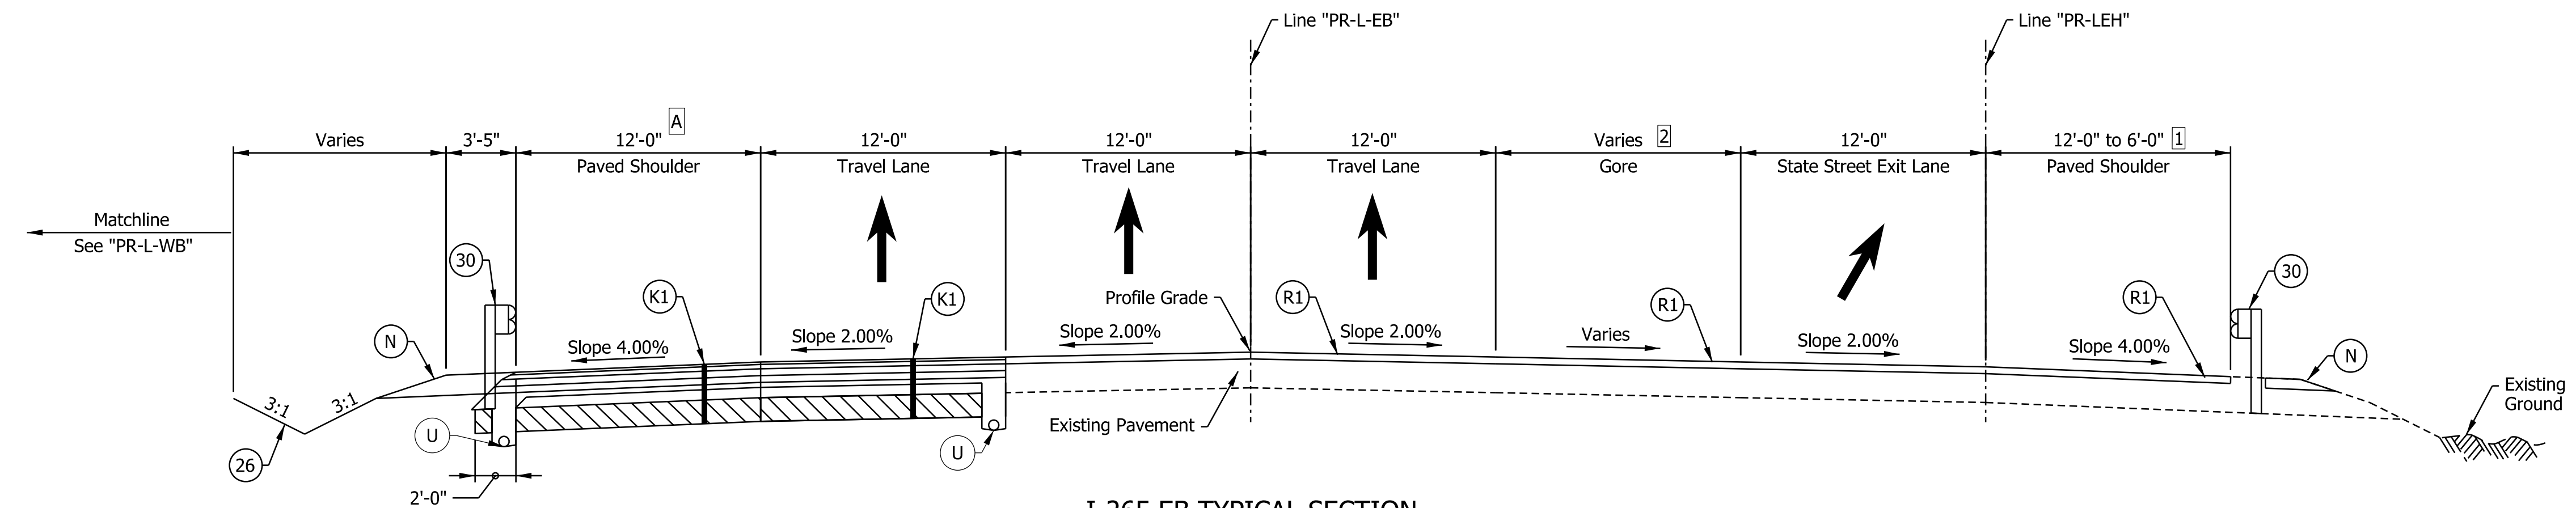 Line "PR-L-EB"
Line "PR-LEH"
A
Varies
3'-5"
12'-0"
12'-0"
12'-0"
12'-0"
Varies 2
12'-0"
12'-0" to 6'-0" 1
Paved Shoulder
Travel Lane
Travel Lane
Travel Lane
Gore
State Street Exit Lane
Paved Shoulder
Matchline
See "PR-L-WB"
30
30
K1
K1
Profile Grade
R1
R1
R1
N
Slope 4.00%
Slope 2.00%
Slope 2.00%
Slope 2.00%
Varies
Slope 2.00%
Slope 4.00%
N
3:1
3:1
Existing
Ground
26
U
Existing Pavement
U
2'-0"
I-265 EB TYPICAL SECTION